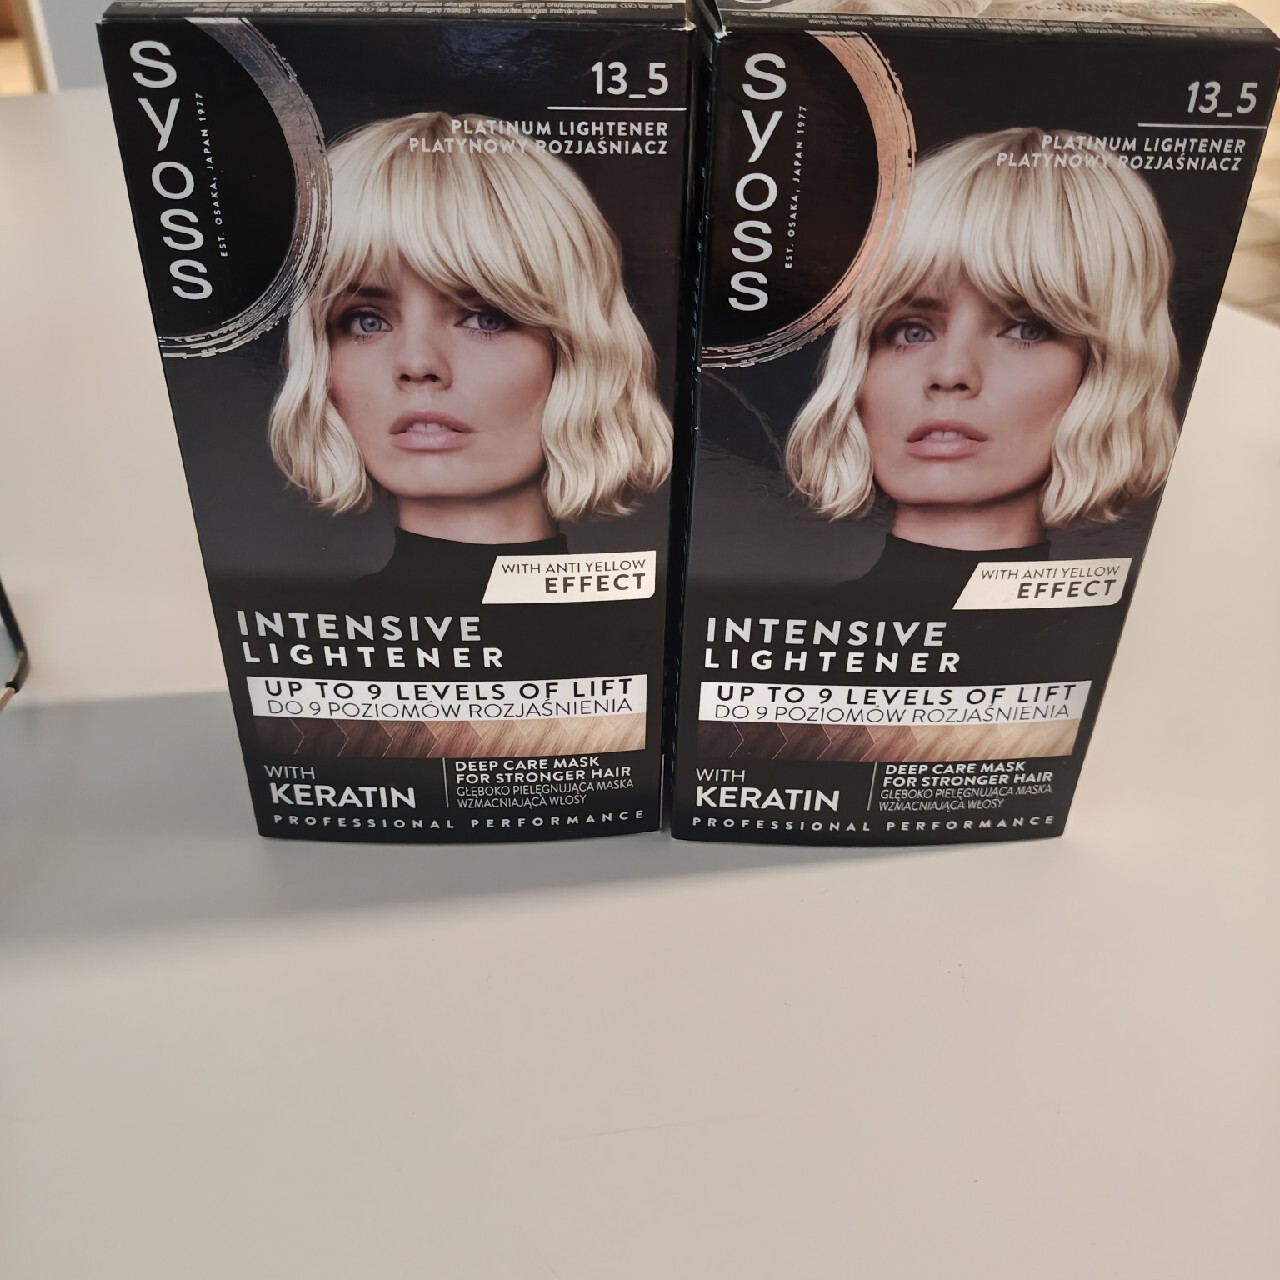 SYOSS
EST. OSAKA, JAPAN 1977
13_5
PLATINUM LIGHTENER
PLATYNOWY ROZJAŚNIACZ
WITH ANTI YELLOW
EFFECT
INTENSIVE
LIGHTENER
UP TO 9 LEVELS OF LIFT
DO 9 POZIOMÓW ROZJAŚNIENIA
WITH
KERATIN
DEEP CARE MASK
FOR STRONGER HAIR
GŁĘBOKO PIELĘGNUJĄCA MASKA
WZMACNIAJĄCA WŁOSY
PROFESSIONAL PERFORMANCE
SYOSS
EST. OSAKA, JAPAN 1977
13_5
PLATINUM LIGHTENER
PLATYNOWY ROZJAŚNIACZ
WITH ANTI YELLOW
EFFECT
INTENSIVE
LIGHTENER
UP TO 9 LEVELS OF LIFT
DO 9 POZIOMÓW ROZJAŚNIENIA
WITH
KERATIN
DEEP CARE MASK
FOR STRONGER HAIR
GŁĘBOKO PIELĘGNUJĄCA MASKA
WZMACNIAJĄCA WŁOSY
PROFESSIONAL PERFORMANCE